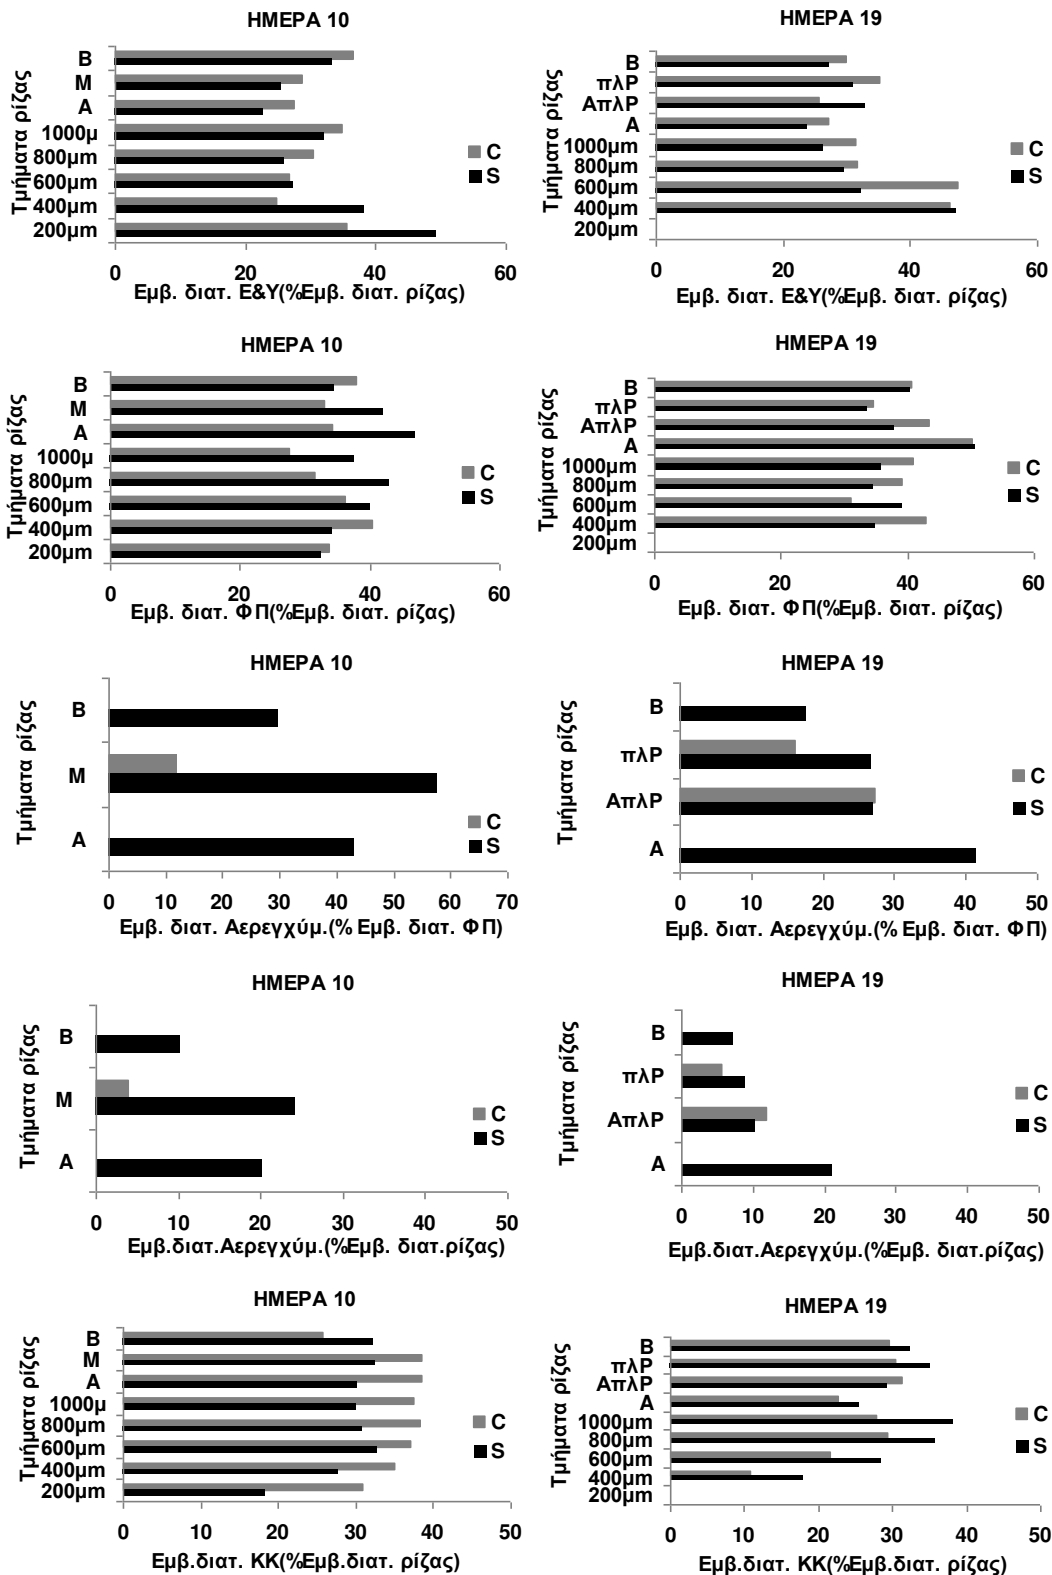 ΗΜΕΡΑ 10
Τμήματα ρίζας
Β
Μ
Α
1000μ
800μm
600μm
400μm
200μm
C
S
0 20 40 60
Εμβ. διατ. Ε&Υ(%Εμβ. διατ. ρίζας)
ΗΜΕΡΑ 19
Τμήματα ρίζας
Β
πλΡ
ΑπλΡ
Α
1000μm
800μm
600μm
400μm
200μm
C
S
0 20 40 60
Εμβ. διατ. Ε&Υ(%Εμβ. διατ. ρίζας)
ΗΜΕΡΑ 10
Τμήματα ρίζας
Β
Μ
Α
1000μ
800μm
600μm
400μm
200μm
C
S
0 20 40 60
Εμβ. διατ. ΦΠ(%Εμβ. διατ. ρίζας)
ΗΜΕΡΑ 19
Τμήματα ρίζας
Β
πλΡ
ΑπλΡ
Α
1000μm
800μm
600μm
400μm
200μm
C
S
0 20 40 60
Εμβ. διατ. ΦΠ(%Εμβ. διατ. ρίζας)
ΗΜΕΡΑ 10
Τμήματα ρίζας
Β
Μ
Α
C
S
0 10 20 30 40 50 60 70
Εμβ. διατ. Αερεγχύμ.(% Εμβ. διατ. ΦΠ)
ΗΜΕΡΑ 19
Τμήματα ρίζας
Β
πλΡ
ΑπλΡ
Α
C
S
0 10 20 30 40 50
Εμβ. διατ. Αερεγχύμ.(% Εμβ. διατ. ΦΠ)
ΗΜΕΡΑ 10
Τμήματα ρίζας
Β
Μ
Α
C
S
0 10 20 30 40 50
Εμβ.διατ.Αερεγχύμ.(%Εμβ. διατ.ρίζας)
ΗΜΕΡΑ 19
Τμήματα ρίζας
Β
πλΡ
ΑπλΡ
Α
C
S
0 10 20 30 40 50
Εμβ.διατ.Αερεγχύμ.(%Εμβ. διατ.ρίζας)
ΗΜΕΡΑ 10
Τμήματα ρίζας
Β
Μ
Α
1000μ
800μm
600μm
400μm
200μm
C
S
0 10 20 30 40 50
Εμβ.διατ. ΚΚ(%Εμβ.διατ. ρίζας)
ΗΜΕΡΑ 19
Τμήματα ρίζας
Β
πλΡ
ΑπλΡ
Α
1000μm
800μm
600μm
400μm
200μm
C
S
0 10 20 30 40 50
Εμβ.διατ. ΚΚ(%Εμβ.διατ. ρίζας)